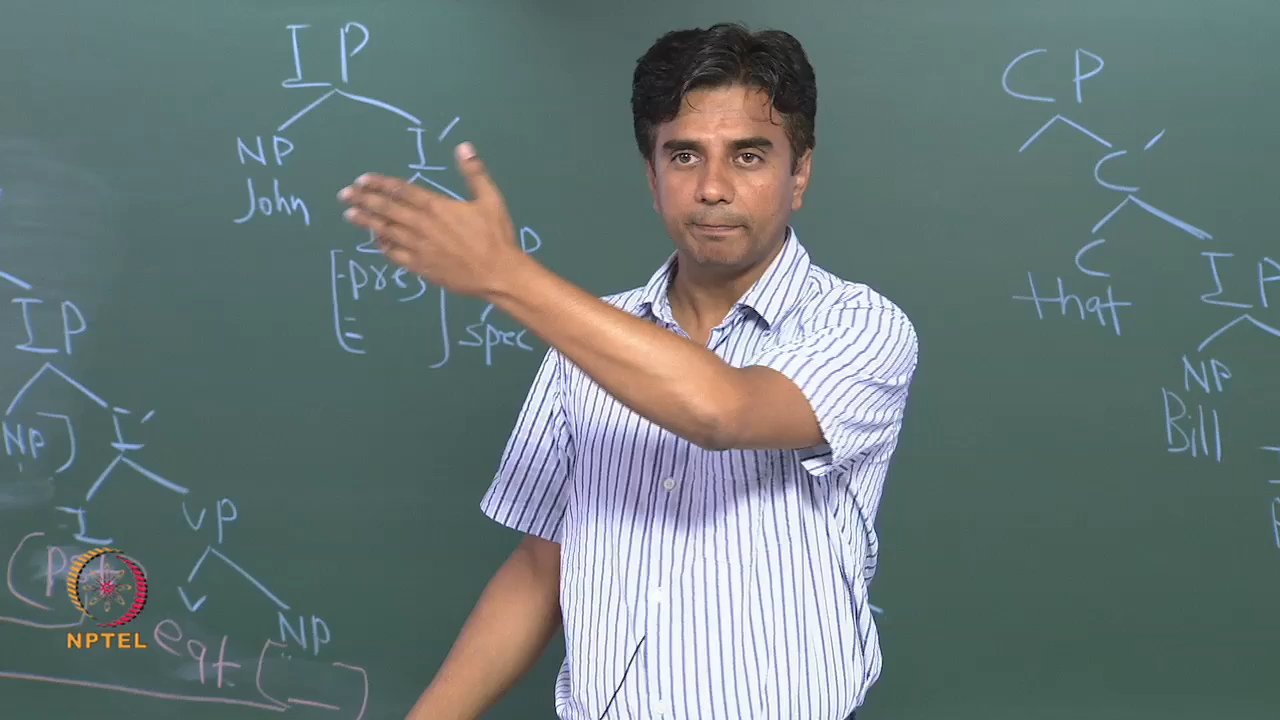 IP
NP I'
John
[-pres
spec
IP
NP] I'
I VP
V NP
eat
CP
C'
C IP
that
NP
Bill
NPTEL